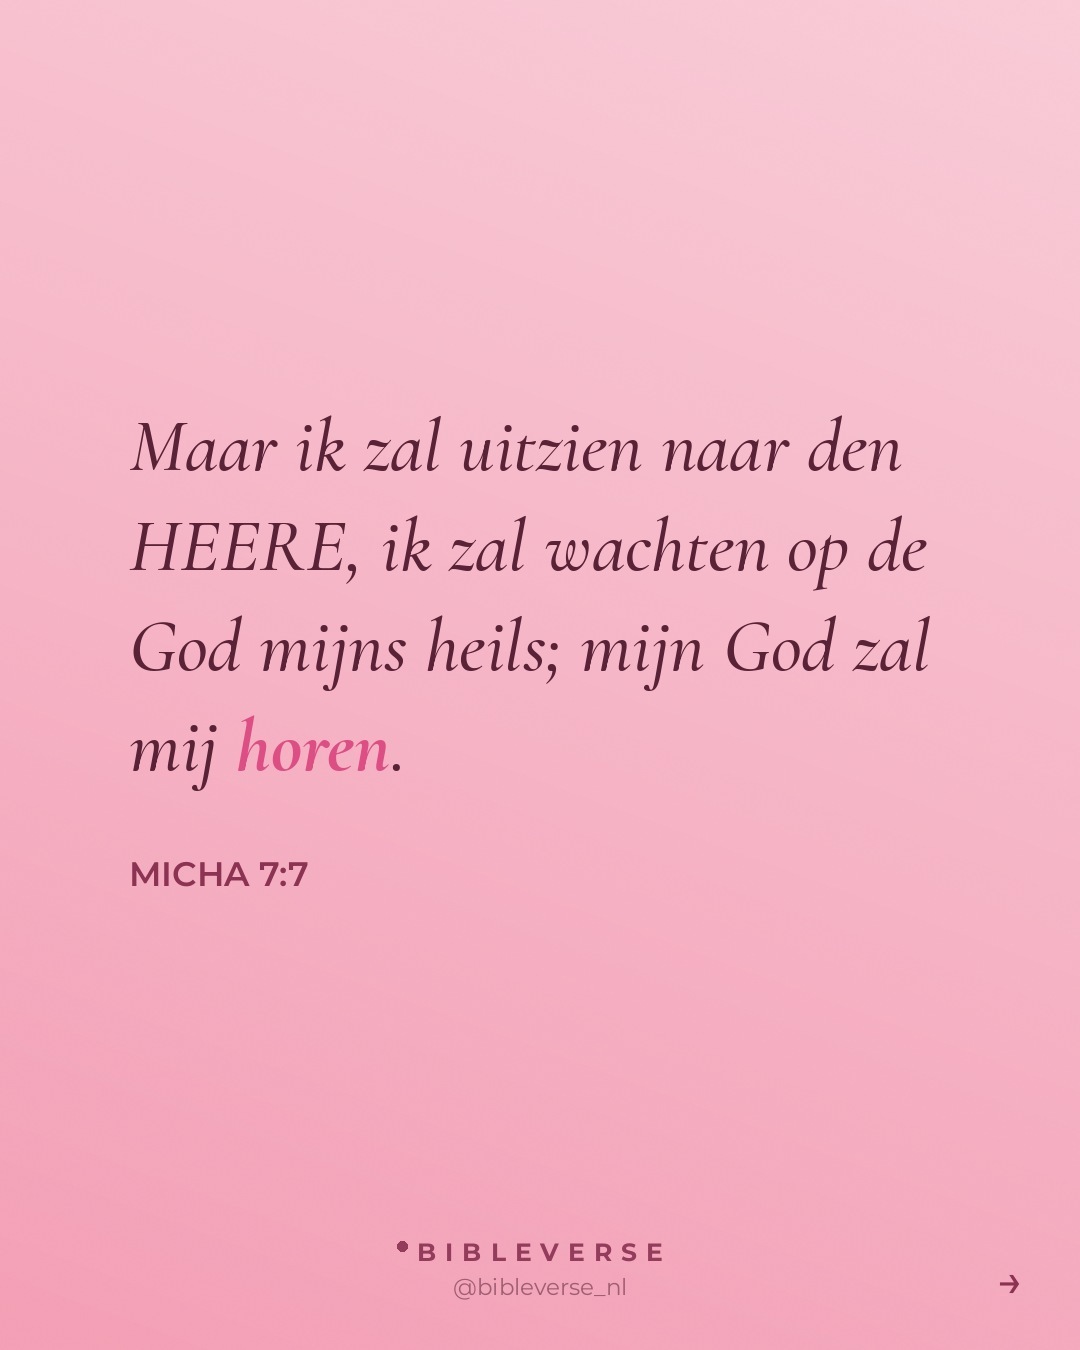 Maar ik zal uitzien naar den
HEERE, ik zal wachten op de
God mijns heils; mijn God zal
mij horen.
MICHA 7:7
BIBLEVERSE
@bibleverse_nl
→